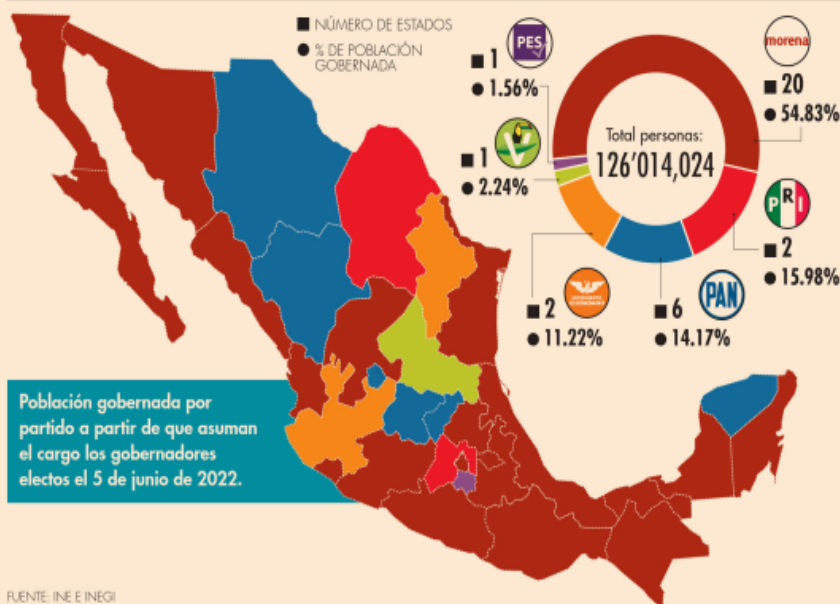 ■ NÚMERO DE ESTADOS
● % DE POBLACIÓN
GOBERNADA
PES
■ 1
● 1.56%
V
■ 1
● 2.24%
■ 2
● 11.22%
PAN
■ 6
● 14.17%
PRI
■ 2
● 15.98%
morena
■ 20
● 54.83%
Total personas:
126'014,024
Población gobernada por
partido a partir de que asuman
el cargo los gobernadores
electos el 5 de junio de 2022.
FUENTE: INE E INEGI